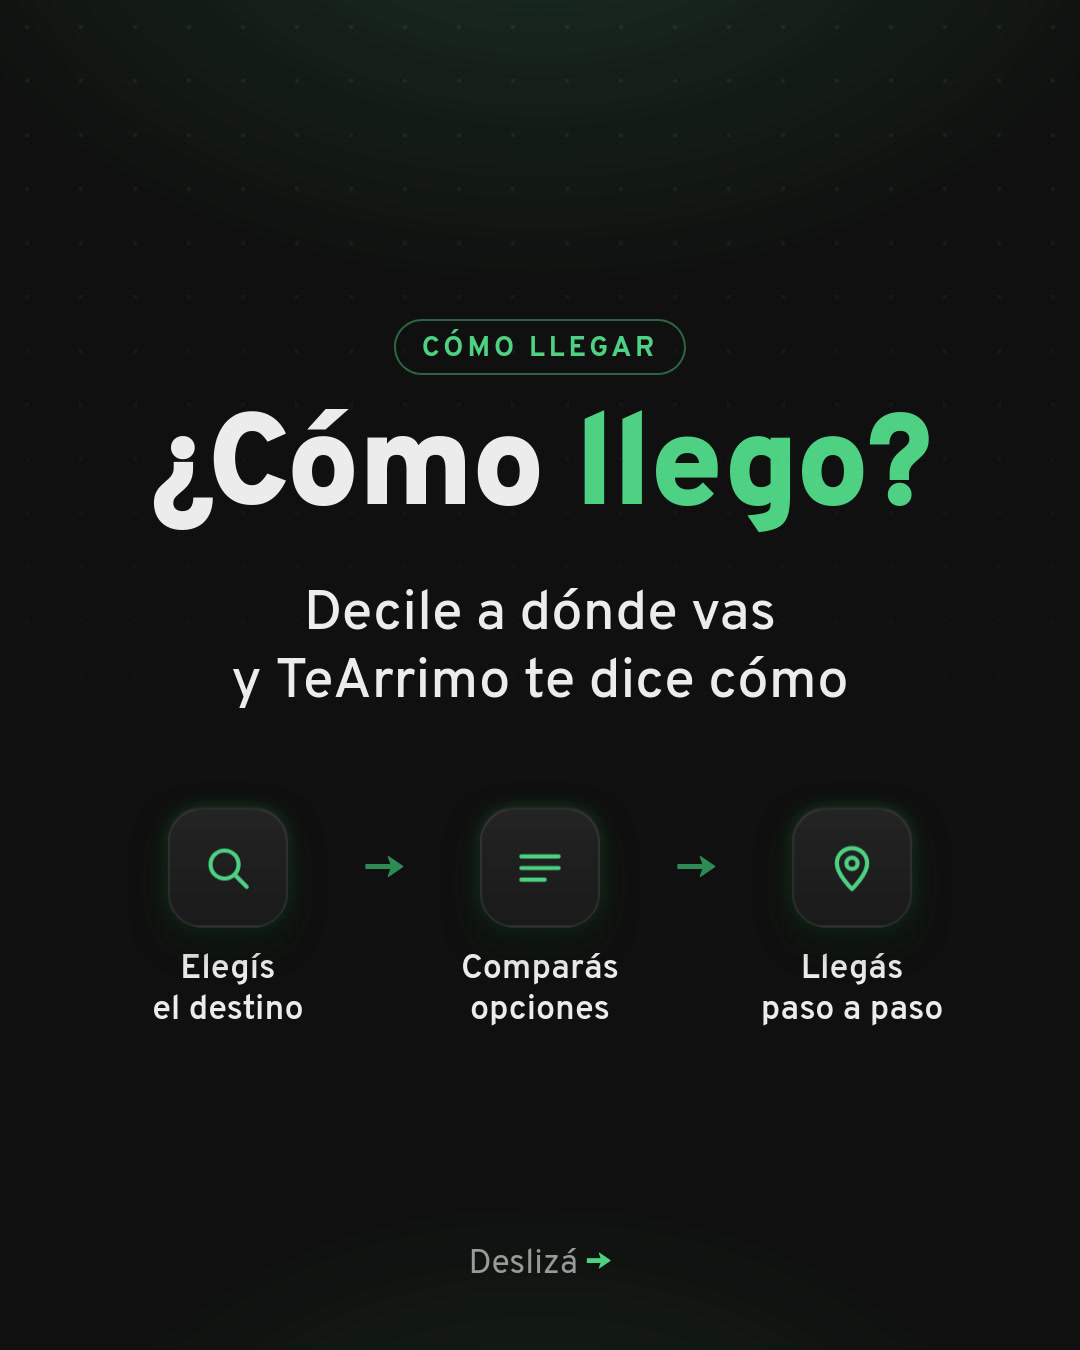 CÓMO LLEGAR
¿Cómo llego?
Decile a dónde vas
y TeArrimo te dice cómo
Elegís
el destino
Comparás
opciones
Llegás
paso a paso
Deslizá